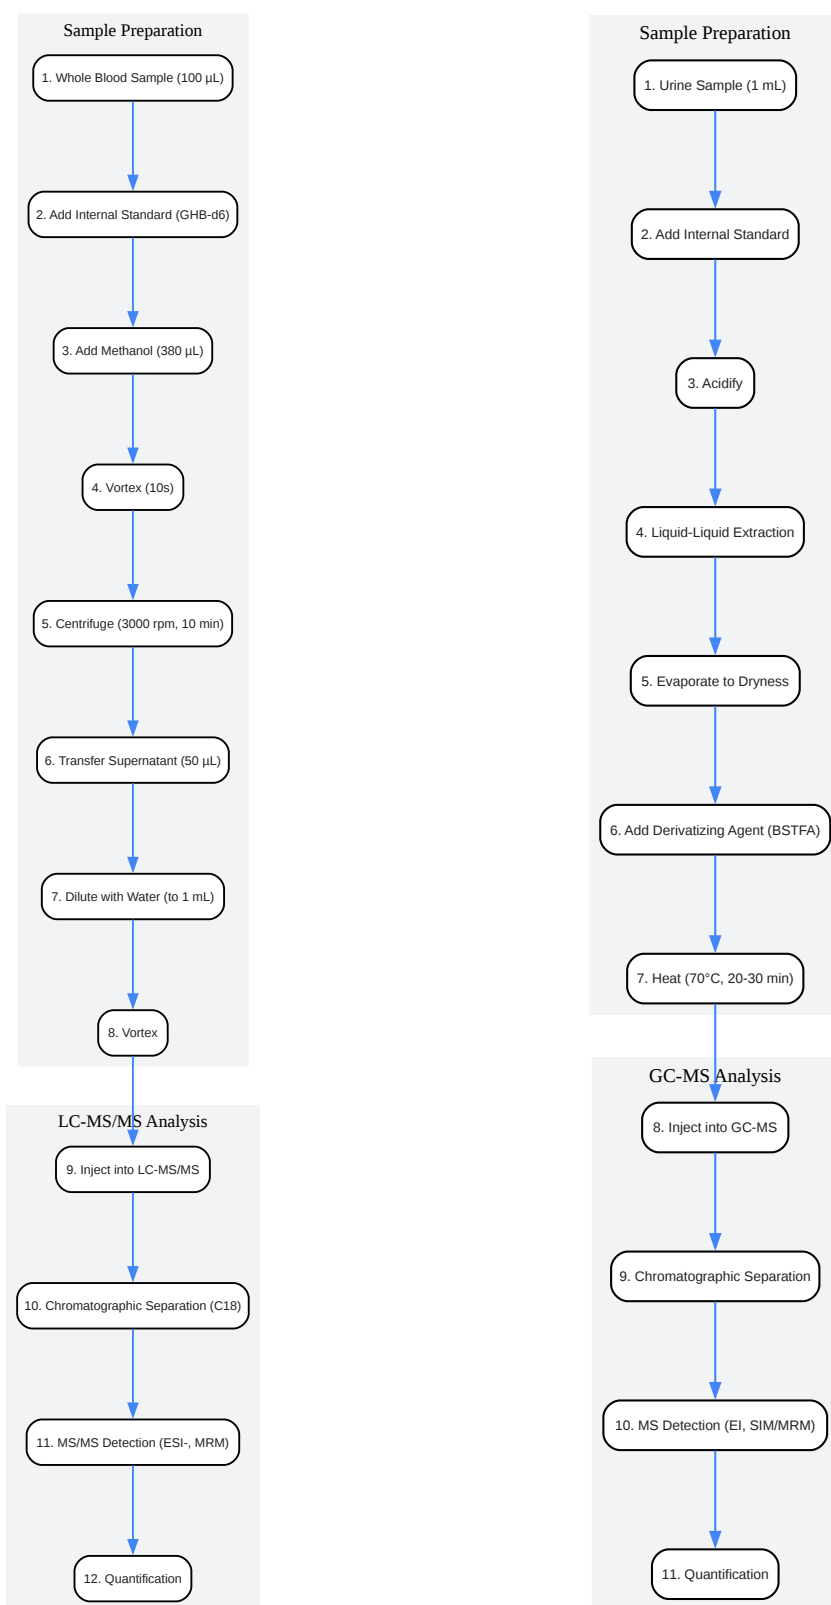 Sample Preparation
1. Whole Blood Sample (100 µL)
2. Add Internal Standard (GHB-d6)
3. Add Methanol (380 µL)
4. Vortex (10s)
5. Centrifuge (3000 rpm, 10 min)
6. Transfer Supernatant (50 µL)
7. Dilute with Water (to 1 mL)
8. Vortex
LC-MS/MS Analysis
9. Inject into LC-MS/MS
10. Chromatographic Separation (C18)
11. MS/MS Detection (ESI-, MRM)
12. Quantification
Sample Preparation
1. Urine Sample (1 mL)
2. Add Internal Standard
3. Acidify
4. Liquid-Liquid Extraction
5. Evaporate to Dryness
6. Add Derivatizing Agent (BSTFA)
7. Heat (70°C, 20-30 min)
GC-MS Analysis
8. Inject into GC-MS
9. Chromatographic Separation
10. MS Detection (EI, SIM/MRM)
11. Quantification